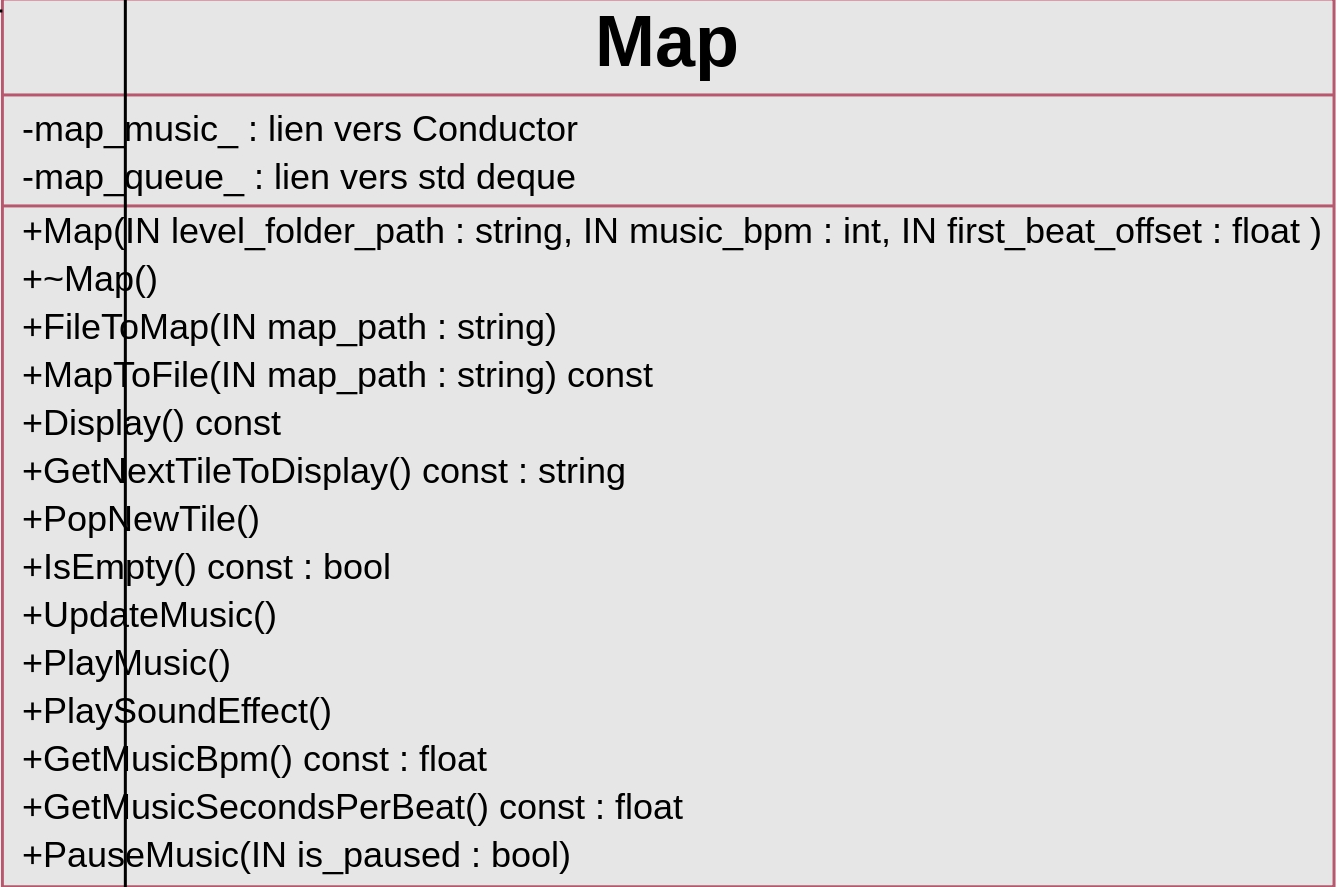 Map
-map_music_ : lien vers Conductor
-map_queue_ : lien vers std deque
+Map(IN level_folder_path : string, IN music_bpm : int, IN first_beat_offset : float )
+~Map()
+FileToMap(IN map_path : string)
+MapToFile(IN map_path : string) const
+Display() const
+GetNextTileToDisplay() const : string
+PopNewTile()
+IsEmpty() const : bool
+UpdateMusic()
+PlayMusic()
+PlaySoundEffect()
+GetMusicBpm() const : float
+GetMusicSecondsPerBeat() const : float
+PauseMusic(IN is_paused : bool)